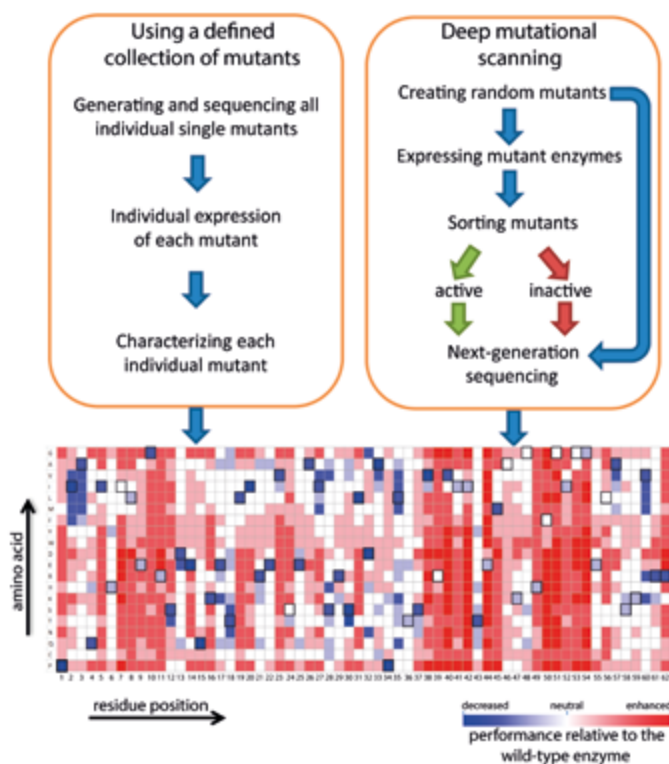 Using a defined
collection of mutants
Generating and sequencing all
individual single mutants
Individual expression
of each mutant
Characterizing each
individual mutant
Deep mutational
scanning
Creating random mutants
Expressing mutant enzymes
Sorting mutants
active inactive
Next-generation
sequencing
amino acid
residue position
decreased neutral enhanced
performance relative to the
wild-type enzyme